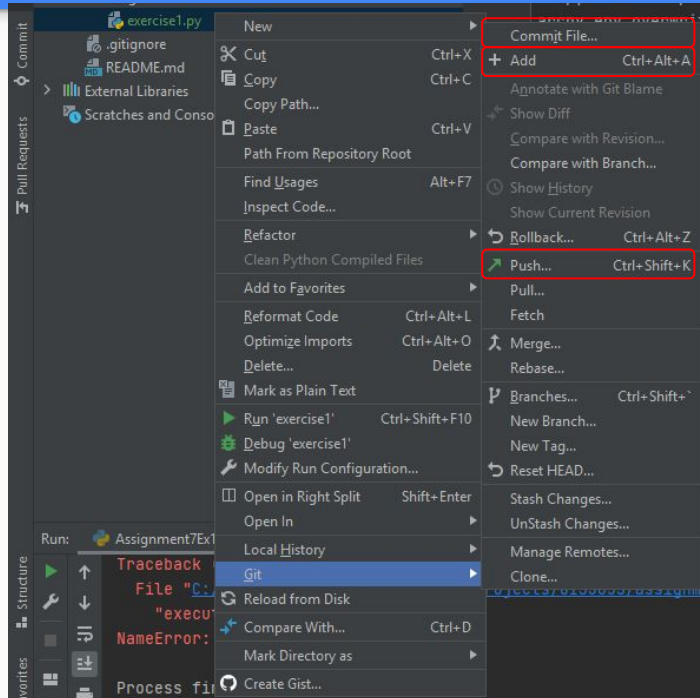 exercise1.py
.gitignore
README.md
External Libraries
Scratches and Conso
Commit
Pull Requests
Structure
vorites
New
Cut Ctrl+X
Copy Ctrl+C
Copy Path...
Paste Ctrl+V
Path From Repository Root
Find Usages Alt+F7
Inspect Code...
Refactor
Clean Python Compiled Files
Add to Favorites
Reformat Code Ctrl+Alt+L
Optimize Imports Ctrl+Alt+O
Delete... Delete
Mark as Plain Text
Run 'exercise1' Ctrl+Shift+F10
Debug 'exercise1'
Modify Run Configuration...
Open in Right Split Shift+Enter
Open In
Local History
Git
Reload from Disk
Compare With... Ctrl+D
Mark Directory as
Create Gist...
Commit File...
Add Ctrl+Alt+A
Annotate with Git Blame
Show Diff
Compare with Revision...
Compare with Branch...
Show History
Show Current Revision
Rollback... Ctrl+Alt+Z
Push... Ctrl+Shift+K
Pull...
Fetch
Merge...
Rebase...
Branches... Ctrl+Shift+`
New Branch...
New Tag...
Reset HEAD...
Stash Changes...
UnStash Changes...
Manage Remotes...
Clone...
Run: Assignment7Ex1
Traceback
File "C:
"execu
NameError:
Process fi